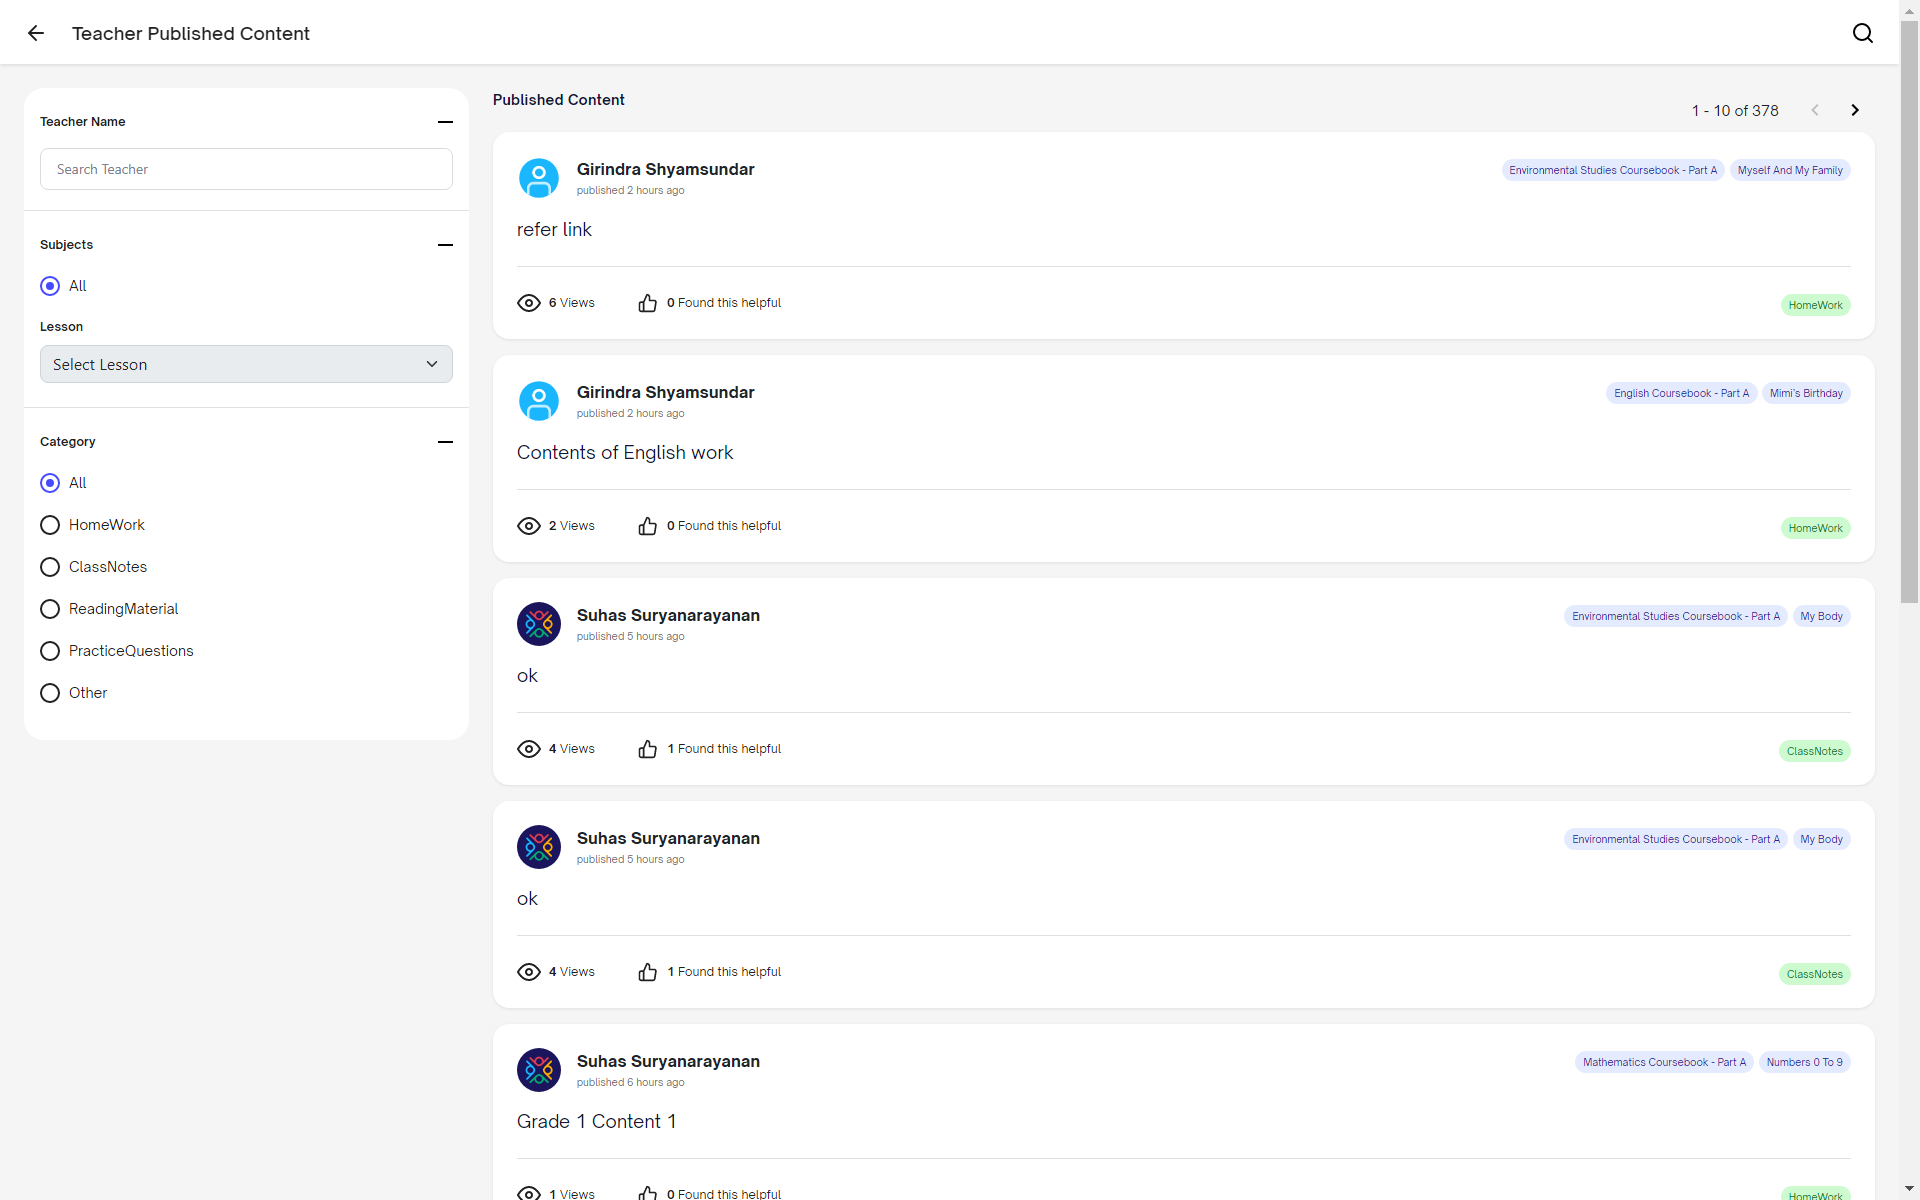 Teacher Published Content
Teacher Name
Search Teacher
Subjects
All
Lesson
Select Lesson
Category
All
HomeWork
ClassNotes
ReadingMaterial
PracticeQuestions
Other
Published Content
1 - 10 of 378
Girindra Shyamsundar
published 2 hours ago
Environmental Studies Coursebook - Part A
Myself And My Family
refer link
6 Views
0 Found this helpful
HomeWork
Girindra Shyamsundar
published 2 hours ago
English Coursebook - Part A
Mimi's Birthday
Contents of English work
2 Views
0 Found this helpful
HomeWork
Suhas Suryanarayanan
published 5 hours ago
Environmental Studies Coursebook - Part A
My Body
ok
4 Views
1 Found this helpful
ClassNotes
Suhas Suryanarayanan
published 5 hours ago
Environmental Studies Coursebook - Part A
My Body
ok
4 Views
1 Found this helpful
ClassNotes
Suhas Suryanarayanan
published 6 hours ago
Mathematics Coursebook - Part A
Numbers 0 To 9
Grade 1 Content 1
1 Views
0 Found this helpful
HomeWork